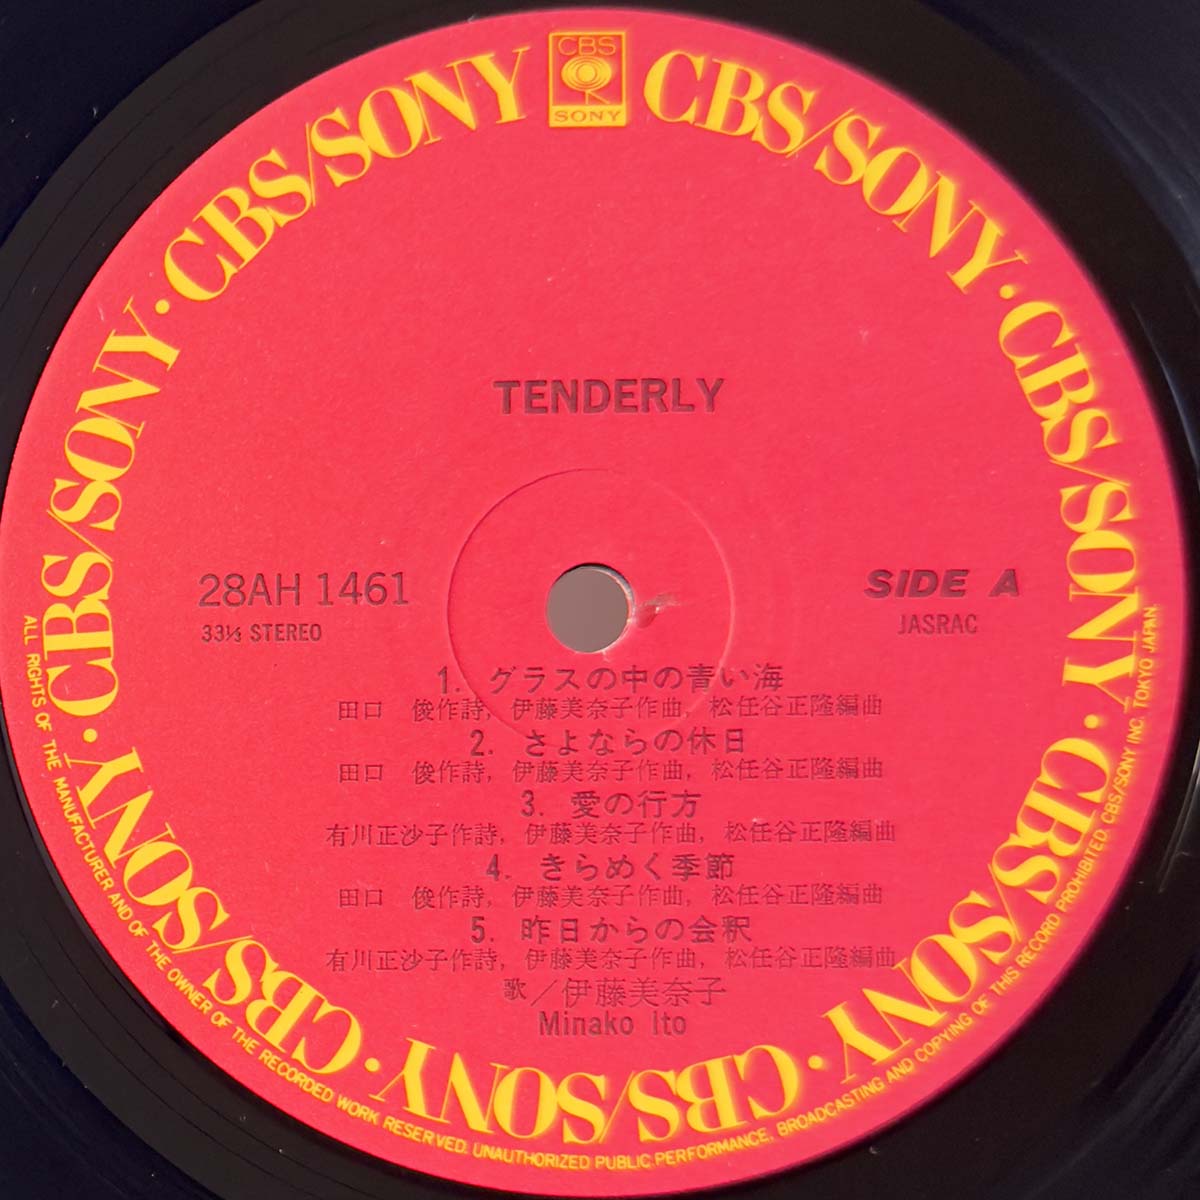 CBS
SONY
CBS/SONY · CBS/SONY · CBS/SONY · CBS/SONY · CBS/SONY · CBS/SONY · CBS/SONY · CBS/SONY
TENDERLY
28AH 1461
SIDE A
33⅓ STEREO
JASRAC
1. グラスの中の青い海
田口 俊作詩, 伊藤美奈子作曲, 松任谷正隆編曲
2. さよならの休日
田口 俊作詩, 伊藤美奈子作曲, 松任谷正隆編曲
3. 愛の行方
有川正沙子作詩, 伊藤美奈子作曲, 松任谷正隆編曲
4. きらめく季節
田口 俊作詩, 伊藤美奈子作曲, 松任谷正隆編曲
5. 昨日からの会釈
有川正沙子作詩, 伊藤美奈子作曲, 松任谷正隆編曲
歌/伊藤美奈子
Minako Ito
ALL RIGHTS OF THE MANUFACTURER AND OF THE OWNER OF THE RECORDED WORK RESERVED. UNAUTHORIZED PUBLIC PERFORMANCE, BROADCASTING AND COPYING OF THIS RECORD PROHIBITED. CBS/SONY INC. TOKYO JAPAN.